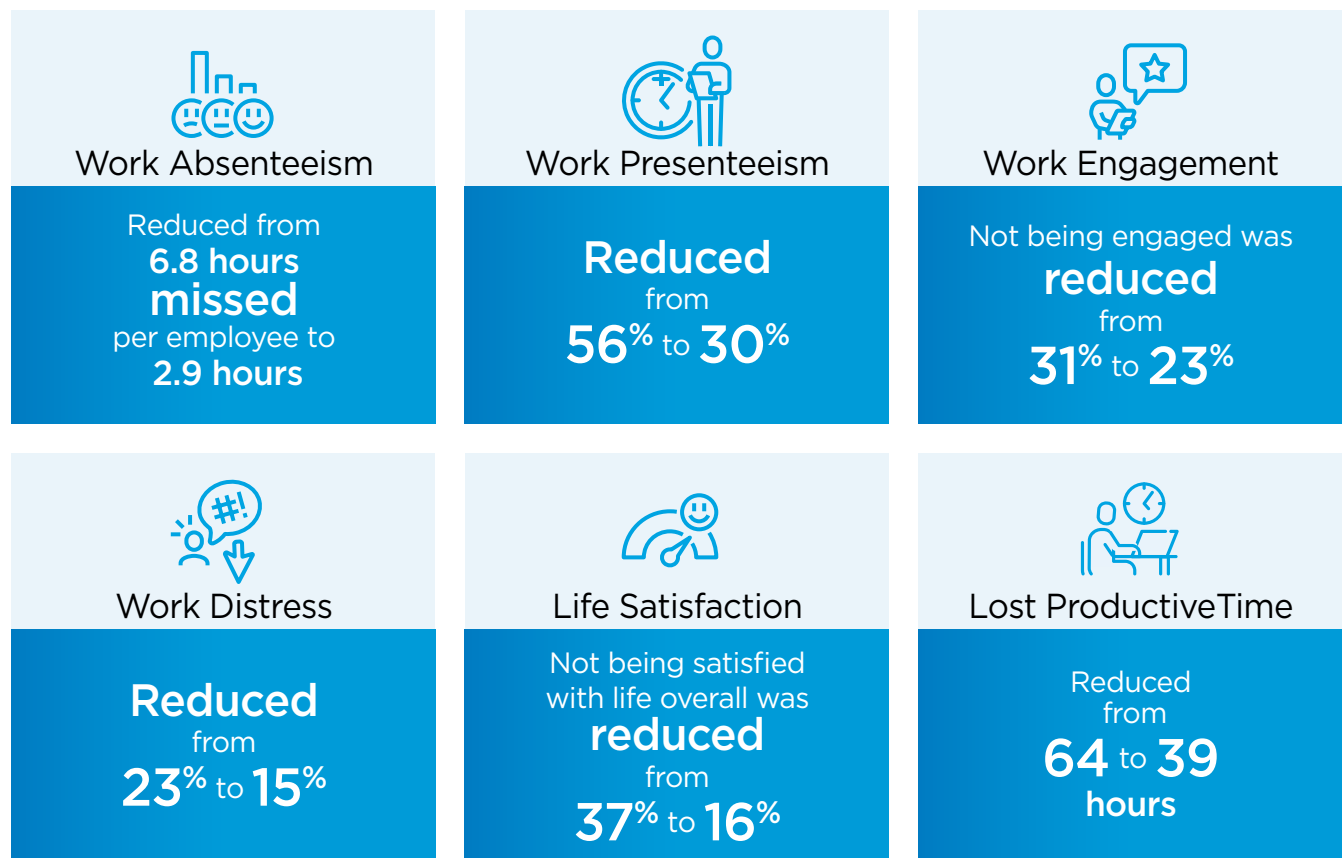 Work Absenteeism
Reduced from
6.8 hours
missed
per employee to
2.9 hours
Work Presenteeism
Reduced
from
56% to 30%
Work Engagement
Not being engaged was
reduced
from
31% to 23%
#!
Work Distress
Reduced
from
23% to 15%
Life Satisfaction
Not being satisfied
with life overall was
reduced
from
37% to 16%
Lost ProductiveTime
Reduced
from
64 to 39
hours